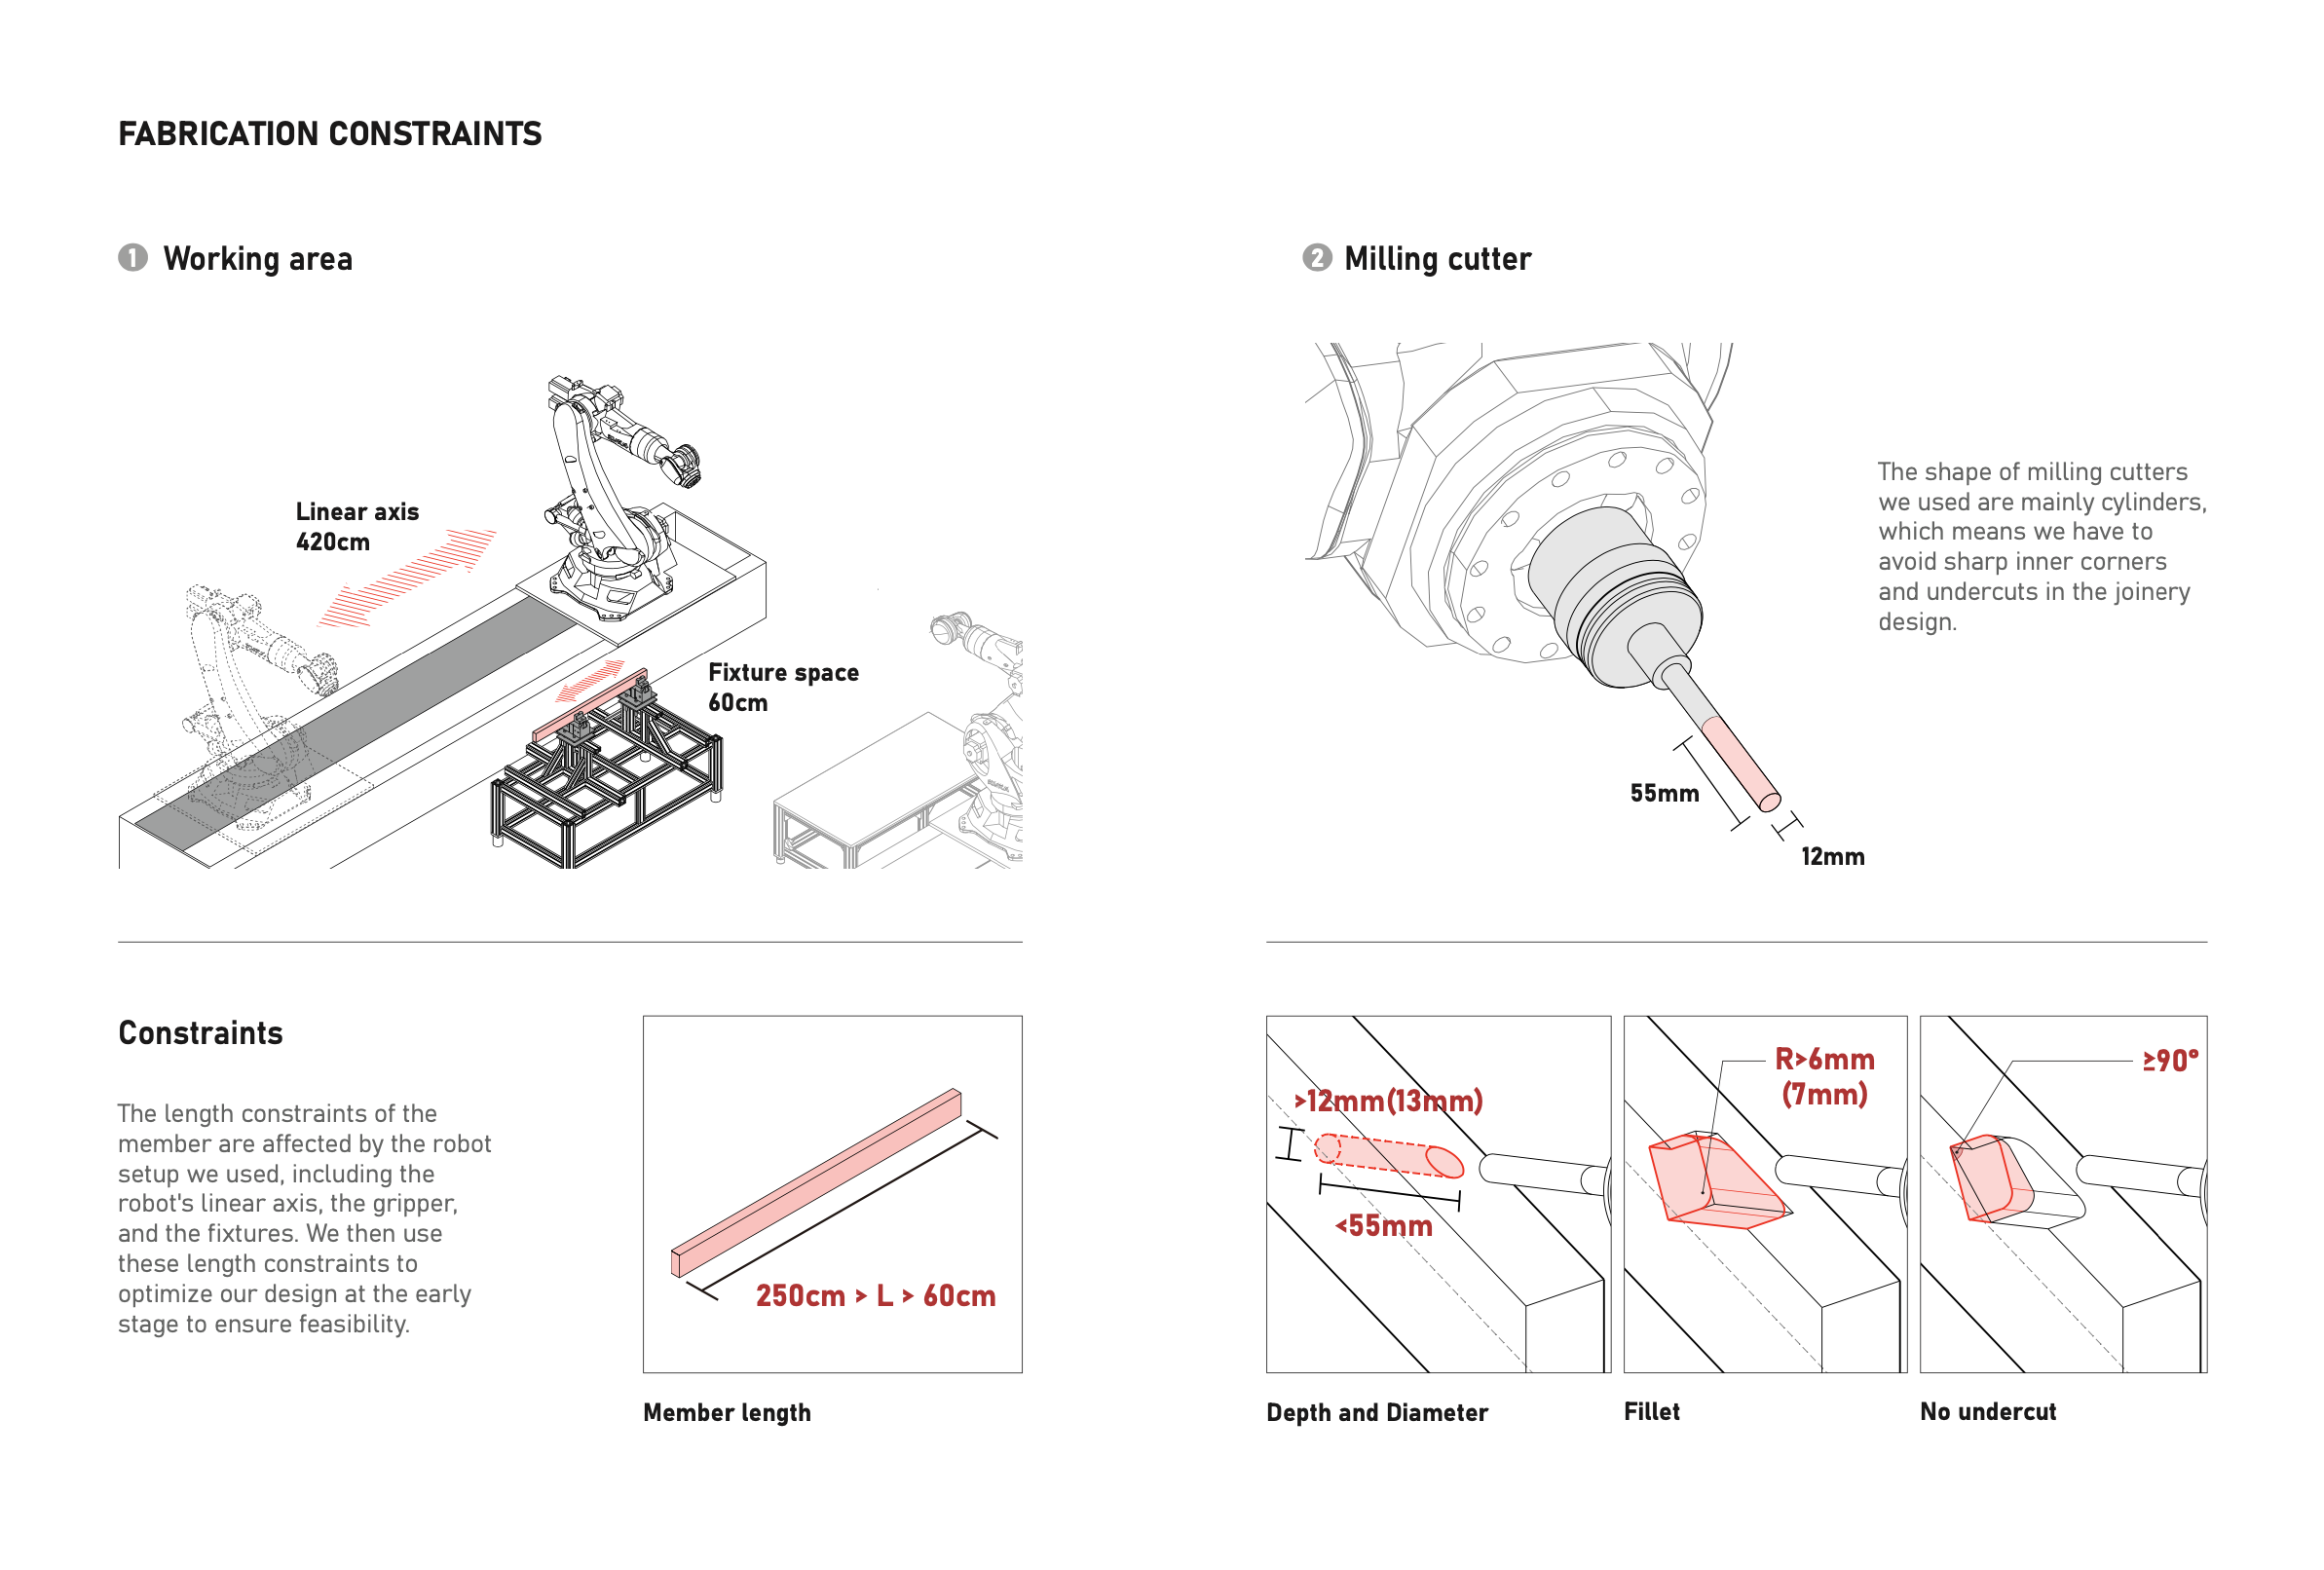 FABRICATION CONSTRAINTS
1 Working area
Linear axis
420cm
Fixture space
60cm
Constraints
The length constraints of the
member are affected by the robot
setup we used, including the
robot's linear axis, the gripper,
and the fixtures. We then use
these length constraints to
optimize our design at the early
stage to ensure feasibility.
250cm > L > 60cm
Member length
2 Milling cutter
The shape of milling cutters
we used are mainly cylinders,
which means we have to
avoid sharp inner corners
and undercuts in the joinery
design.
55mm
12mm
>12mm(13mm)
<55mm
Depth and Diameter
R>6mm
(7mm)
Fillet
≥90°
No undercut